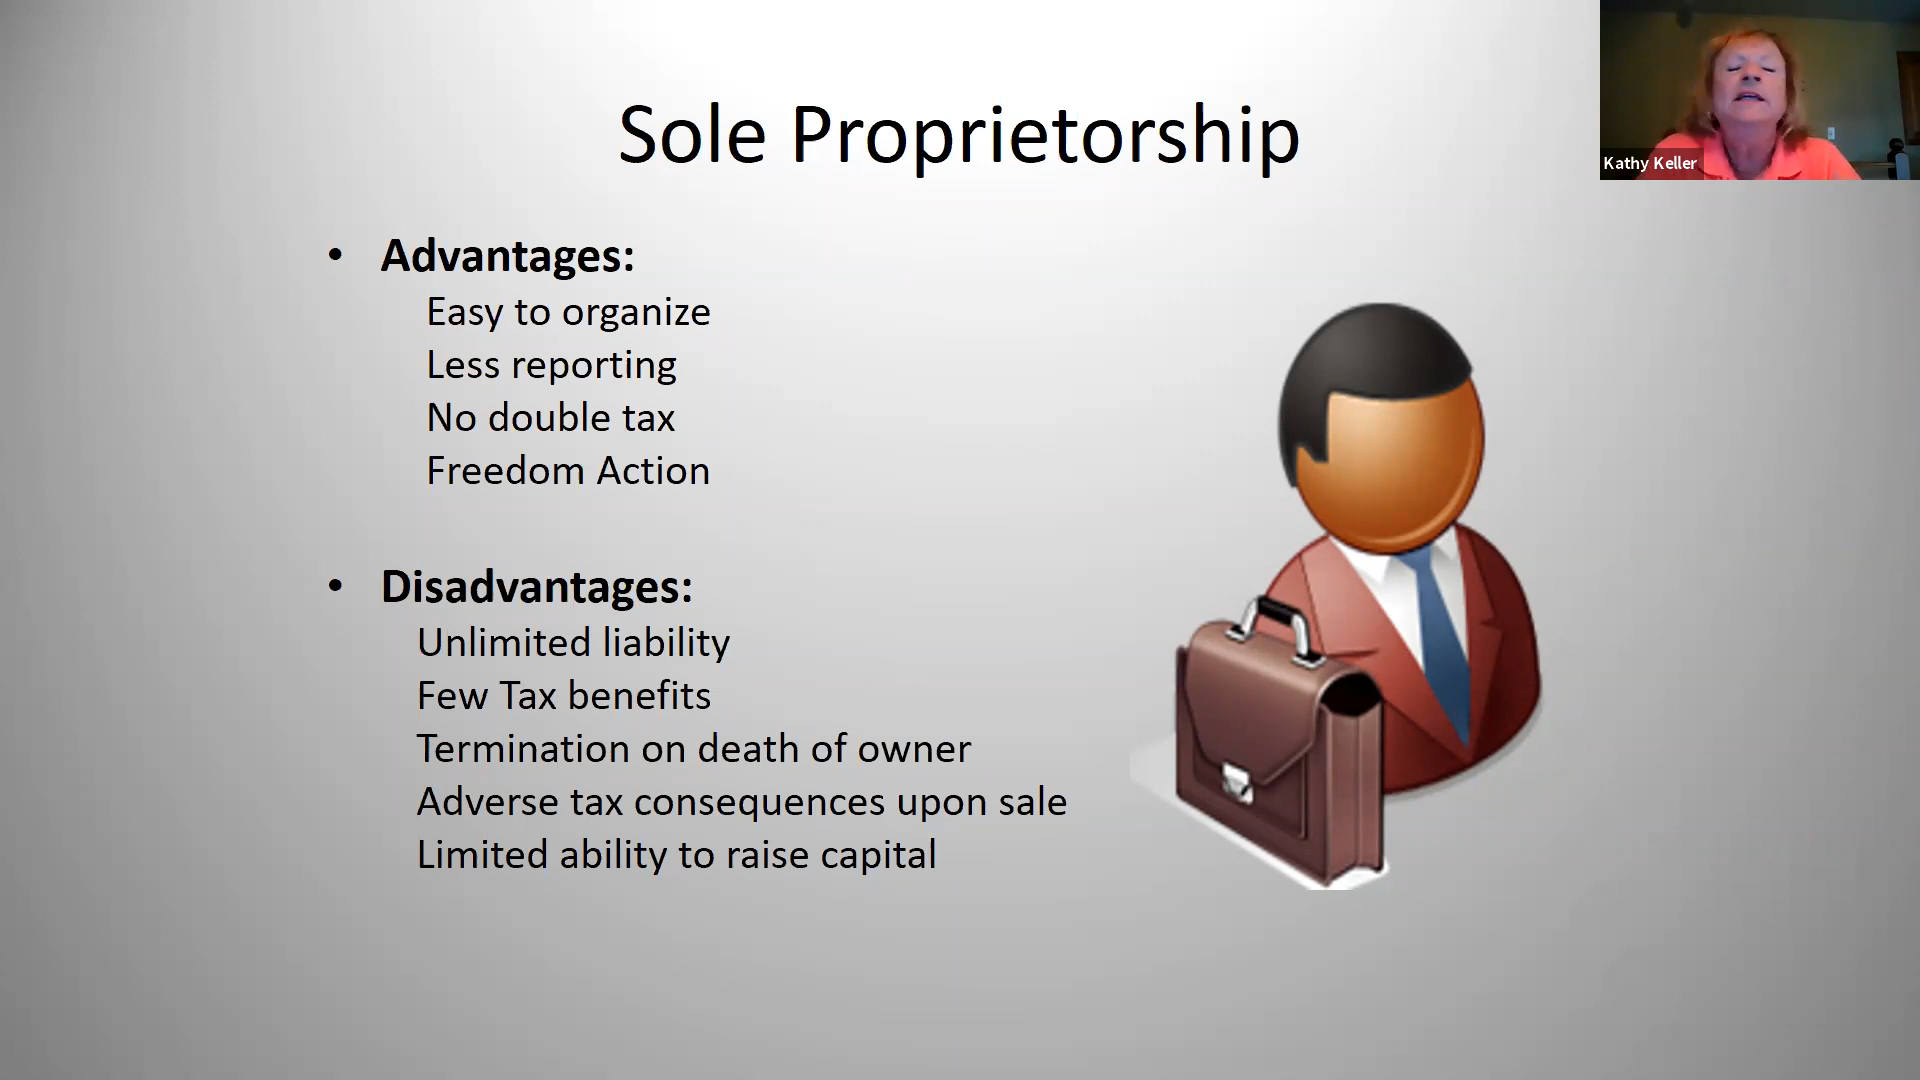 Sole Proprietorship
Kathy Keller
• Advantages:
Easy to organize
Less reporting
No double tax
Freedom Action
• Disadvantages:
Unlimited liability
Few Tax benefits
Termination on death of owner
Adverse tax consequences upon sale
Limited ability to raise capital